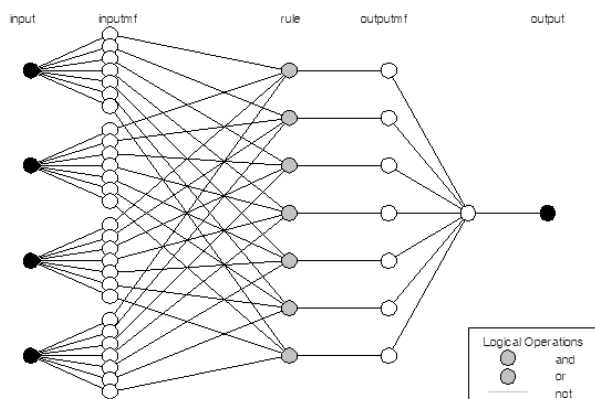 input inputmf rule outputmf output
Logical Operations
and
or
not